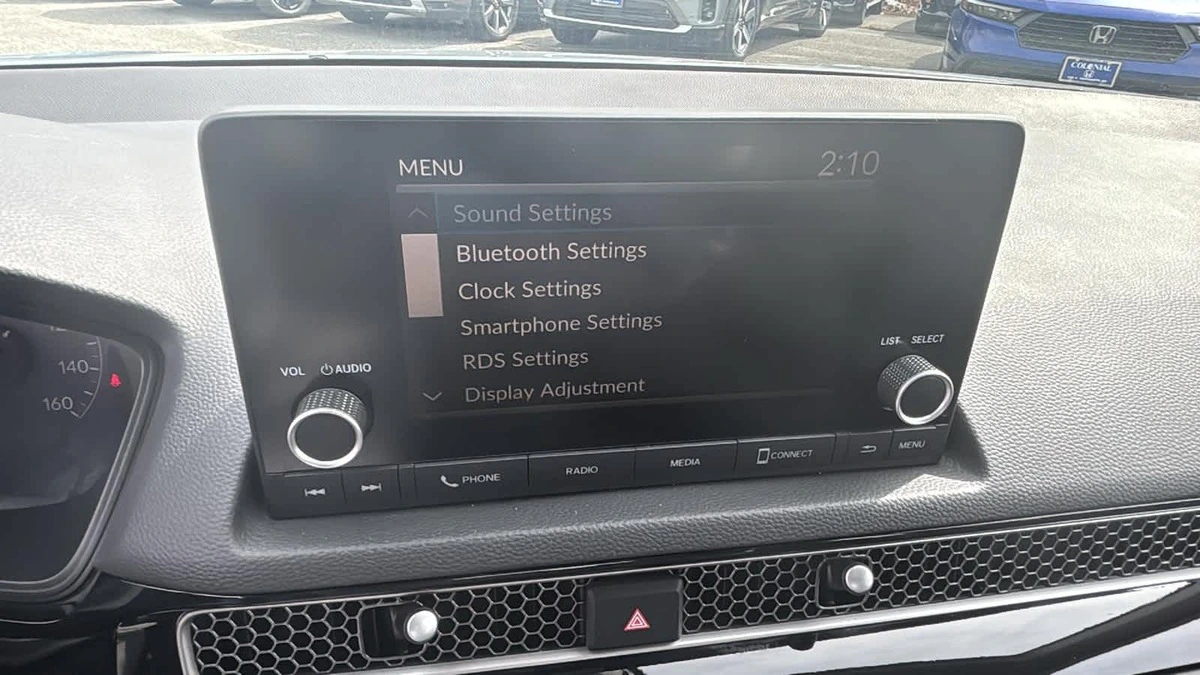 COLONIAL
MENU
2:10
Sound Settings
Bluetooth Settings
Clock Settings
Smartphone Settings
RDS Settings
Display Adjustment
VOL AUDIO
LIST SELECT
140
160
PHONE
RADIO
MEDIA
CONNECT
MENU